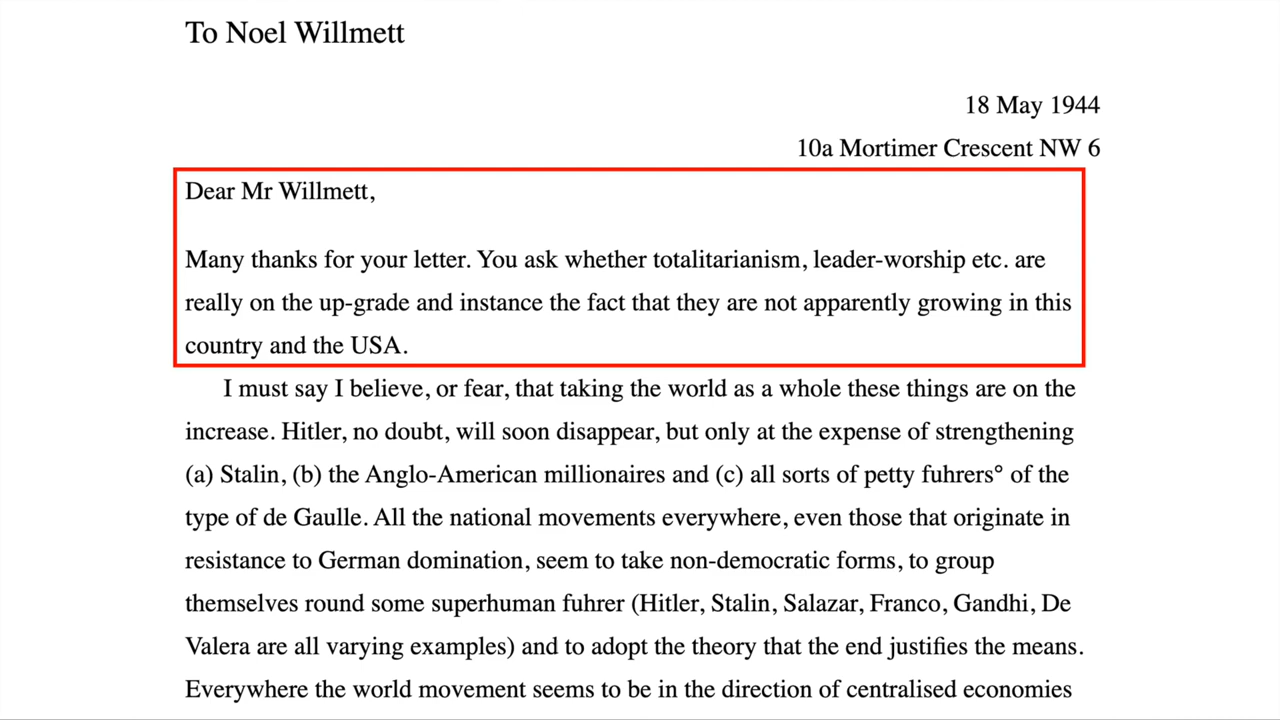 To Noel Willmett
18 May 1944
10a Mortimer Crescent NW 6
Dear Mr Willmett,
Many thanks for your letter. You ask whether totalitarianism, leader-worship etc. are
really on the up-grade and instance the fact that they are not apparently growing in this
country and the USA.
I must say I believe, or fear, that taking the world as a whole these things are on the
increase. Hitler, no doubt, will soon disappear, but only at the expense of strengthening
(a) Stalin, (b) the Anglo-American millionaires and (c) all sorts of petty fuhrers° of the
type of de Gaulle. All the national movements everywhere, even those that originate in
resistance to German domination, seem to take non-democratic forms, to group
themselves round some superhuman fuhrer (Hitler, Stalin, Salazar, Franco, Gandhi, De
Valera are all varying examples) and to adopt the theory that the end justifies the means.
Everywhere the world movement seems to be in the direction of centralised economies